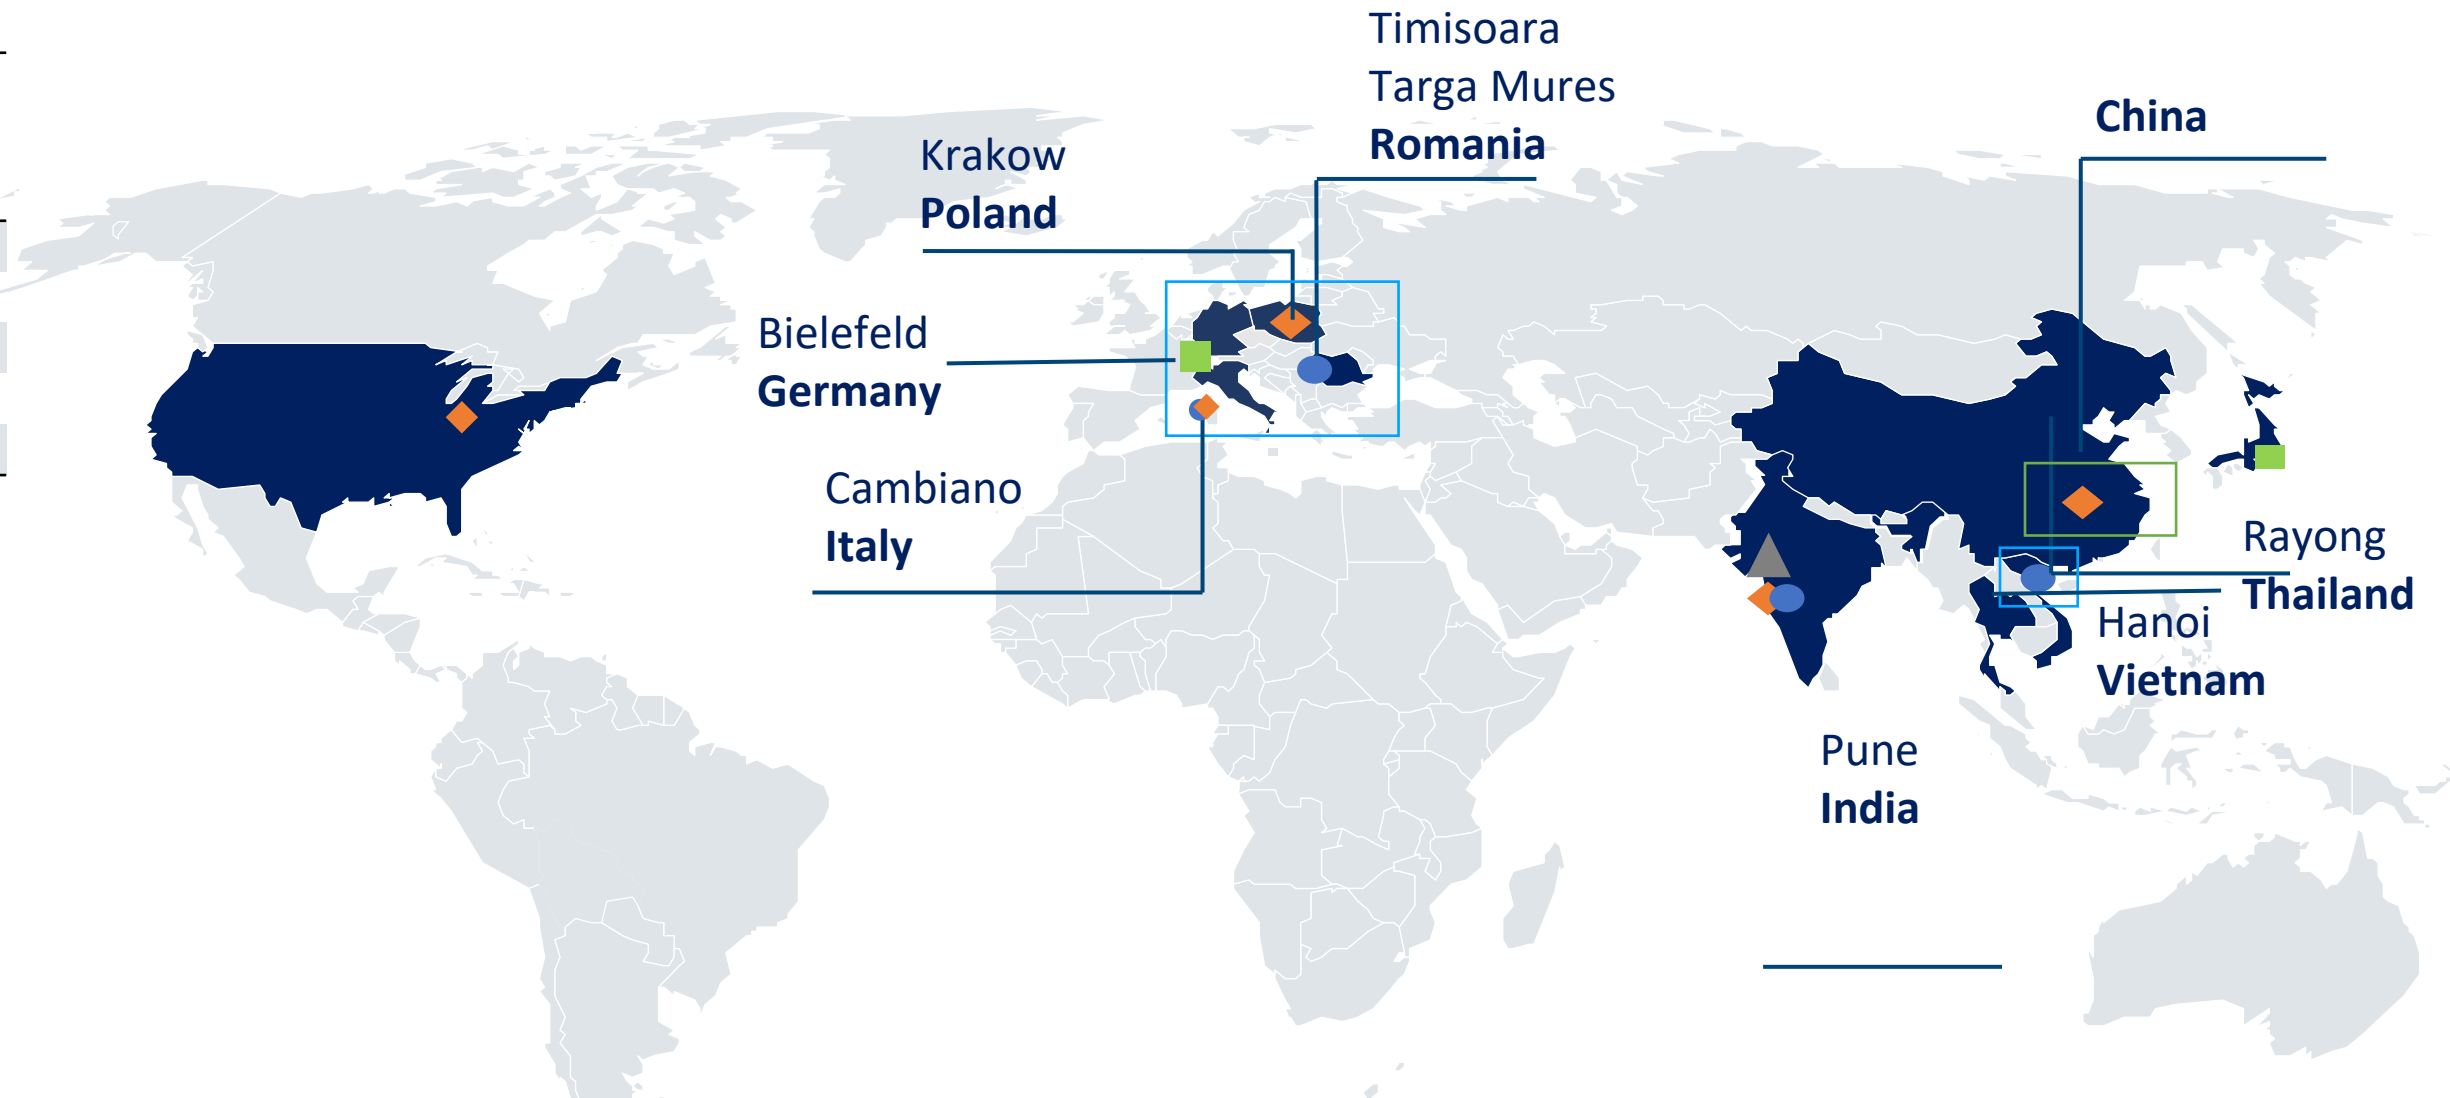 Timisoara
Targa Mures
Romania
China
Krakow
Poland
Bielefeld
Germany
Cambiano
Italy
Rayong
Thailand
Hanoi
Vietnam
Pune
India